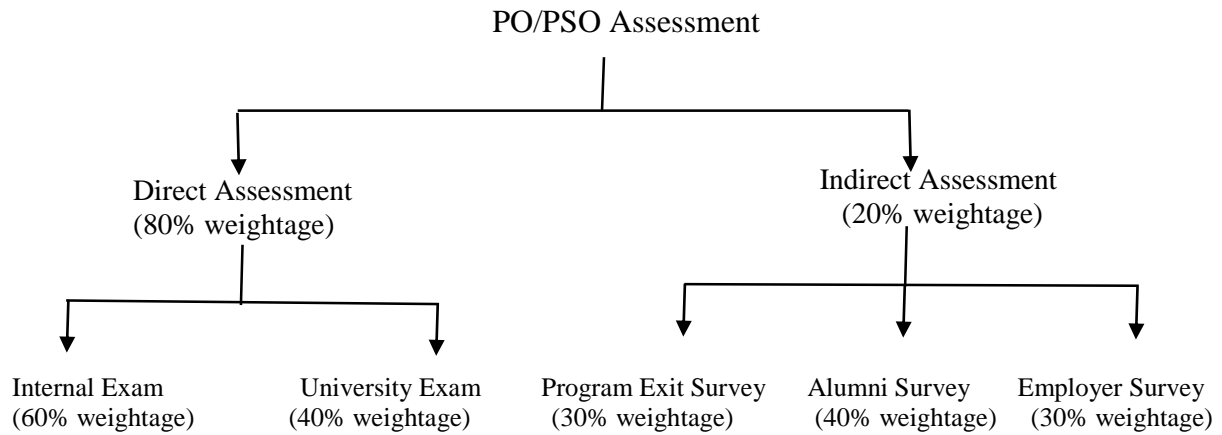 PO/PSO Assessment
Direct Assessment
(80% weightage)
Indirect Assessment
(20% weightage)
Internal Exam
(60% weightage)
University Exam
(40% weightage)
Program Exit Survey
(30% weightage)
Alumni Survey
(40% weightage)
Employer Survey
(30% weightage)